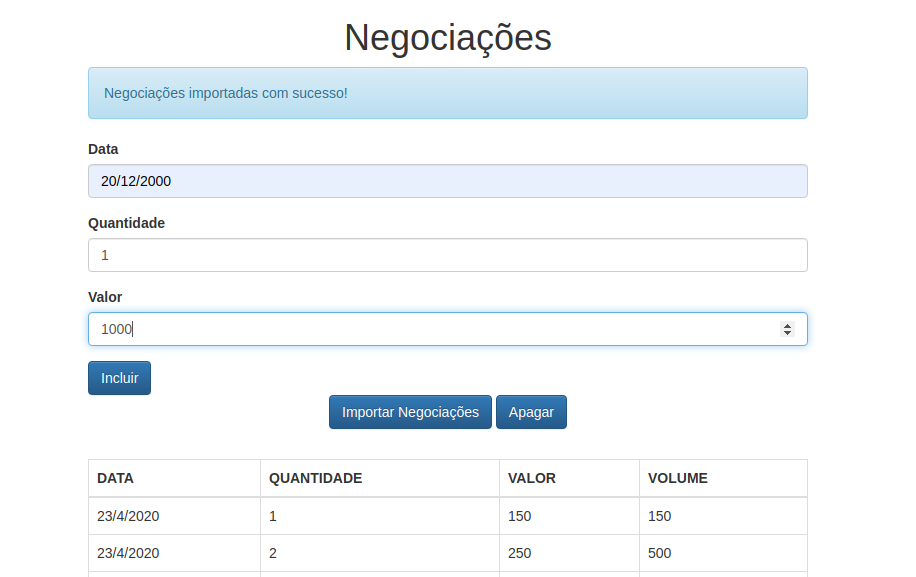 Negociações
Negociações importadas com sucesso!
Data
20/12/2000
Quantidade
1
Valor
1000
Incluir
Importar Negociações Apagar
DATA QUANTIDADE VALOR VOLUME
23/4/2020 1 150 150
23/4/2020 2 250 500